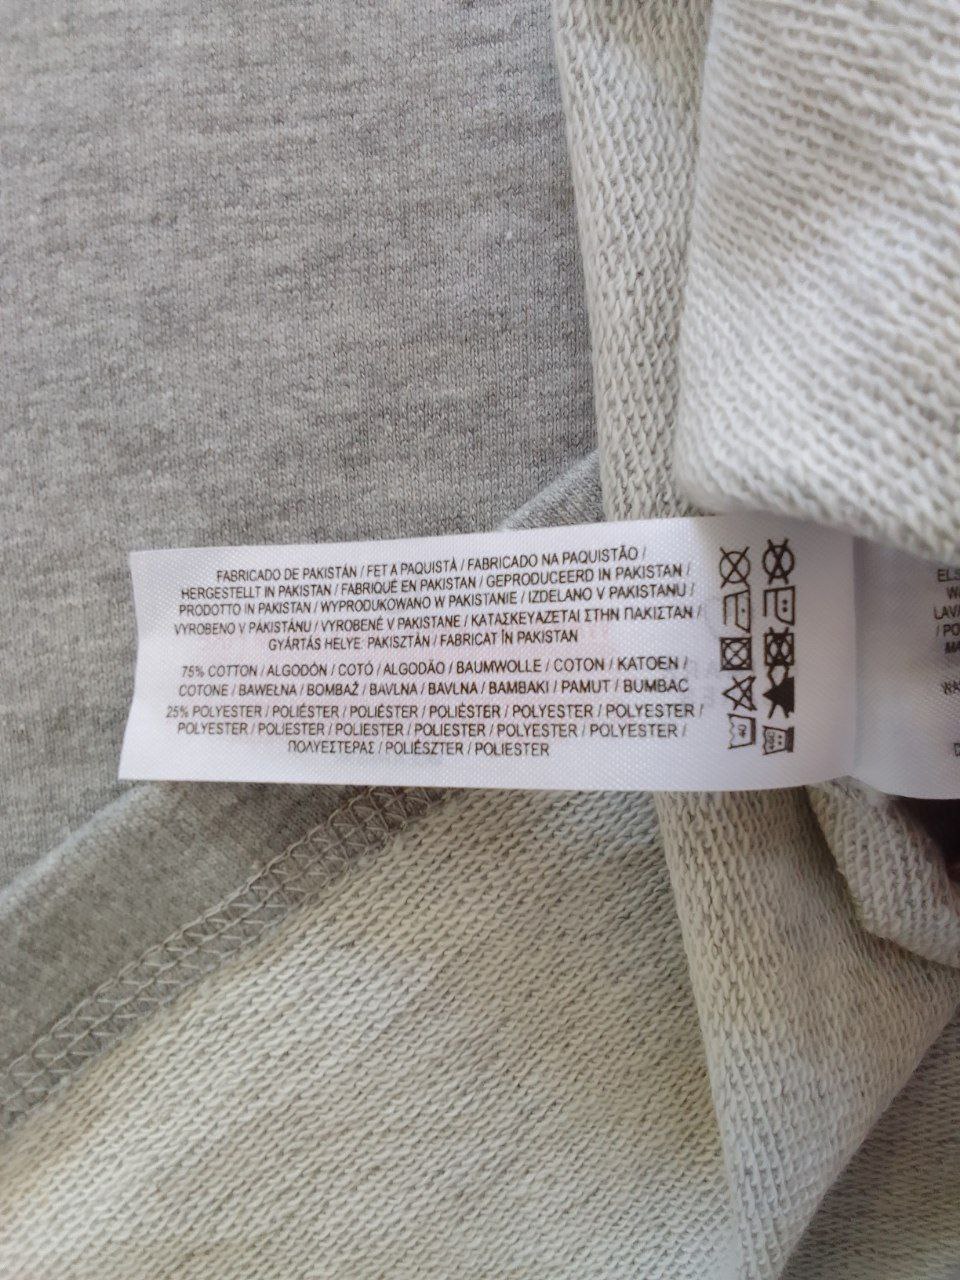 FABRICADO DE PAKISTÁN / FET A PAQUISTÀ / FABRICADO NA PAQUISTÃO /
HERGESTELLT IN PAKISTAN / FABRIQUÉ EN PAKISTAN / GEPRODUCEERD IN PAKISTAN /
PRODOTTO IN PAKISTAN / WYPRODUKOWANO W PAKISTANIE / IZDELANO V PAKISTANU /
VYROBENO V PÁKISTÁNU / VYROBENÉ V PAKISTANE / ΚΑΤΑΣΚΕΥΑΖΕΤΑΙ ΣΤΗΝ ΠΑΚΙΣΤΑΝ /
GYÁRTÁS HELYE: PAKISZTÁN / FABRICAT ÎN PAKISTAN
75% COTTON / ALGODÓN / COTÓ / ALGODÃO / BAUMWOLLE / COTON / KATOEN /
COTONE / BAWEŁNA / BOMBAŽ / BAVLNA / BAVLNA / ΒΑΜΒΑΚΙ / PAMUT / BUMBAC
25% POLYESTER / POLIÉSTER / POLIÉSTER / POLIÉSTER / POLYESTER / POLYESTER /
POLYESTER / POLIESTER / POLIESTER / POLIESTER / POLYESTER / POLYESTER /
ΠΟΛΥΕΣΤΕΡΑΣ / POLIÉSZTER / POLIESTER